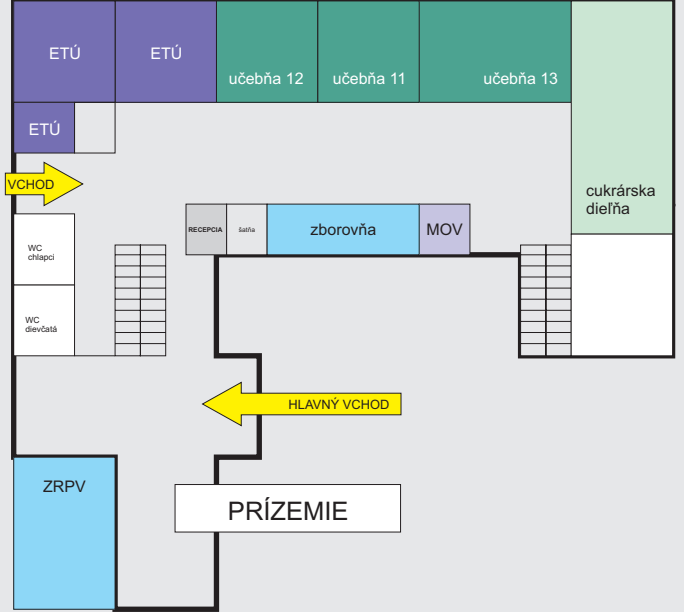 ETÚ
ETÚ
učebňa 12
učebňa 11
učebňa 13
ETÚ
VCHOD
cukrárska
dieľňa
RECEPCIA
šatňa
zborovňa
MOV
WC
chlapci
WC
dievčatá
HLAVNÝ VCHOD
ZRPV
PRÍZEMIE